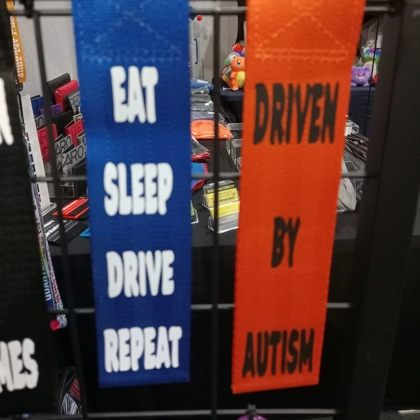 EAT
SLEEP
DRIVE
REPEAT
DRIVEN
BY
AUTISM
MES